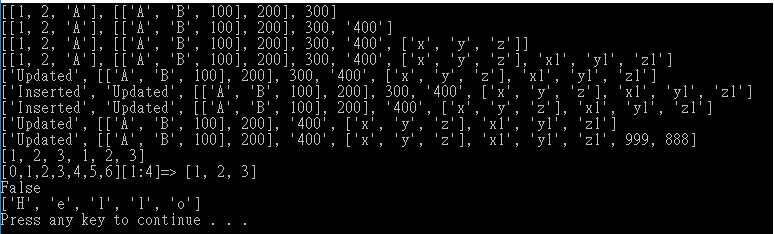 [[1, 2, 'A'], [['A', 'B', 100], 200], 300]
[[1, 2, 'A'], [['A', 'B', 100], 200], 300, '400']
[[1, 2, 'A'], [['A', 'B', 100], 200], 300, '400', ['x', 'y', 'z']]
[[1, 2, 'A'], [['A', 'B', 100], 200], 300, '400', ['x', 'y', 'z'], 'x1', 'y1', 'z1']
['Updated', [['A', 'B', 100], 200], 300, '400', ['x', 'y', 'z'], 'x1', 'y1', 'z1']
['Inserted', 'Updated', [['A', 'B', 100], 200], 300, '400', ['x', 'y', 'z'], 'x1', 'y1', 'z1']
['Inserted', 'Updated', [['A', 'B', 100], 200], '400', ['x', 'y', 'z'], 'x1', 'y1', 'z1']
['Updated', [['A', 'B', 100], 200], '400', ['x', 'y', 'z'], 'x1', 'y1', 'z1']
['Updated', [['A', 'B', 100], 200], '400', ['x', 'y', 'z'], 'x1', 'y1', 'z1', 999, 888]
[1, 2, 3, 1, 2, 3]
[0,1,2,3,4,5,6][1:4]=> [1, 2, 3]
False
['H', 'e', 'l', 'l', 'o']
Press any key to continue . . .